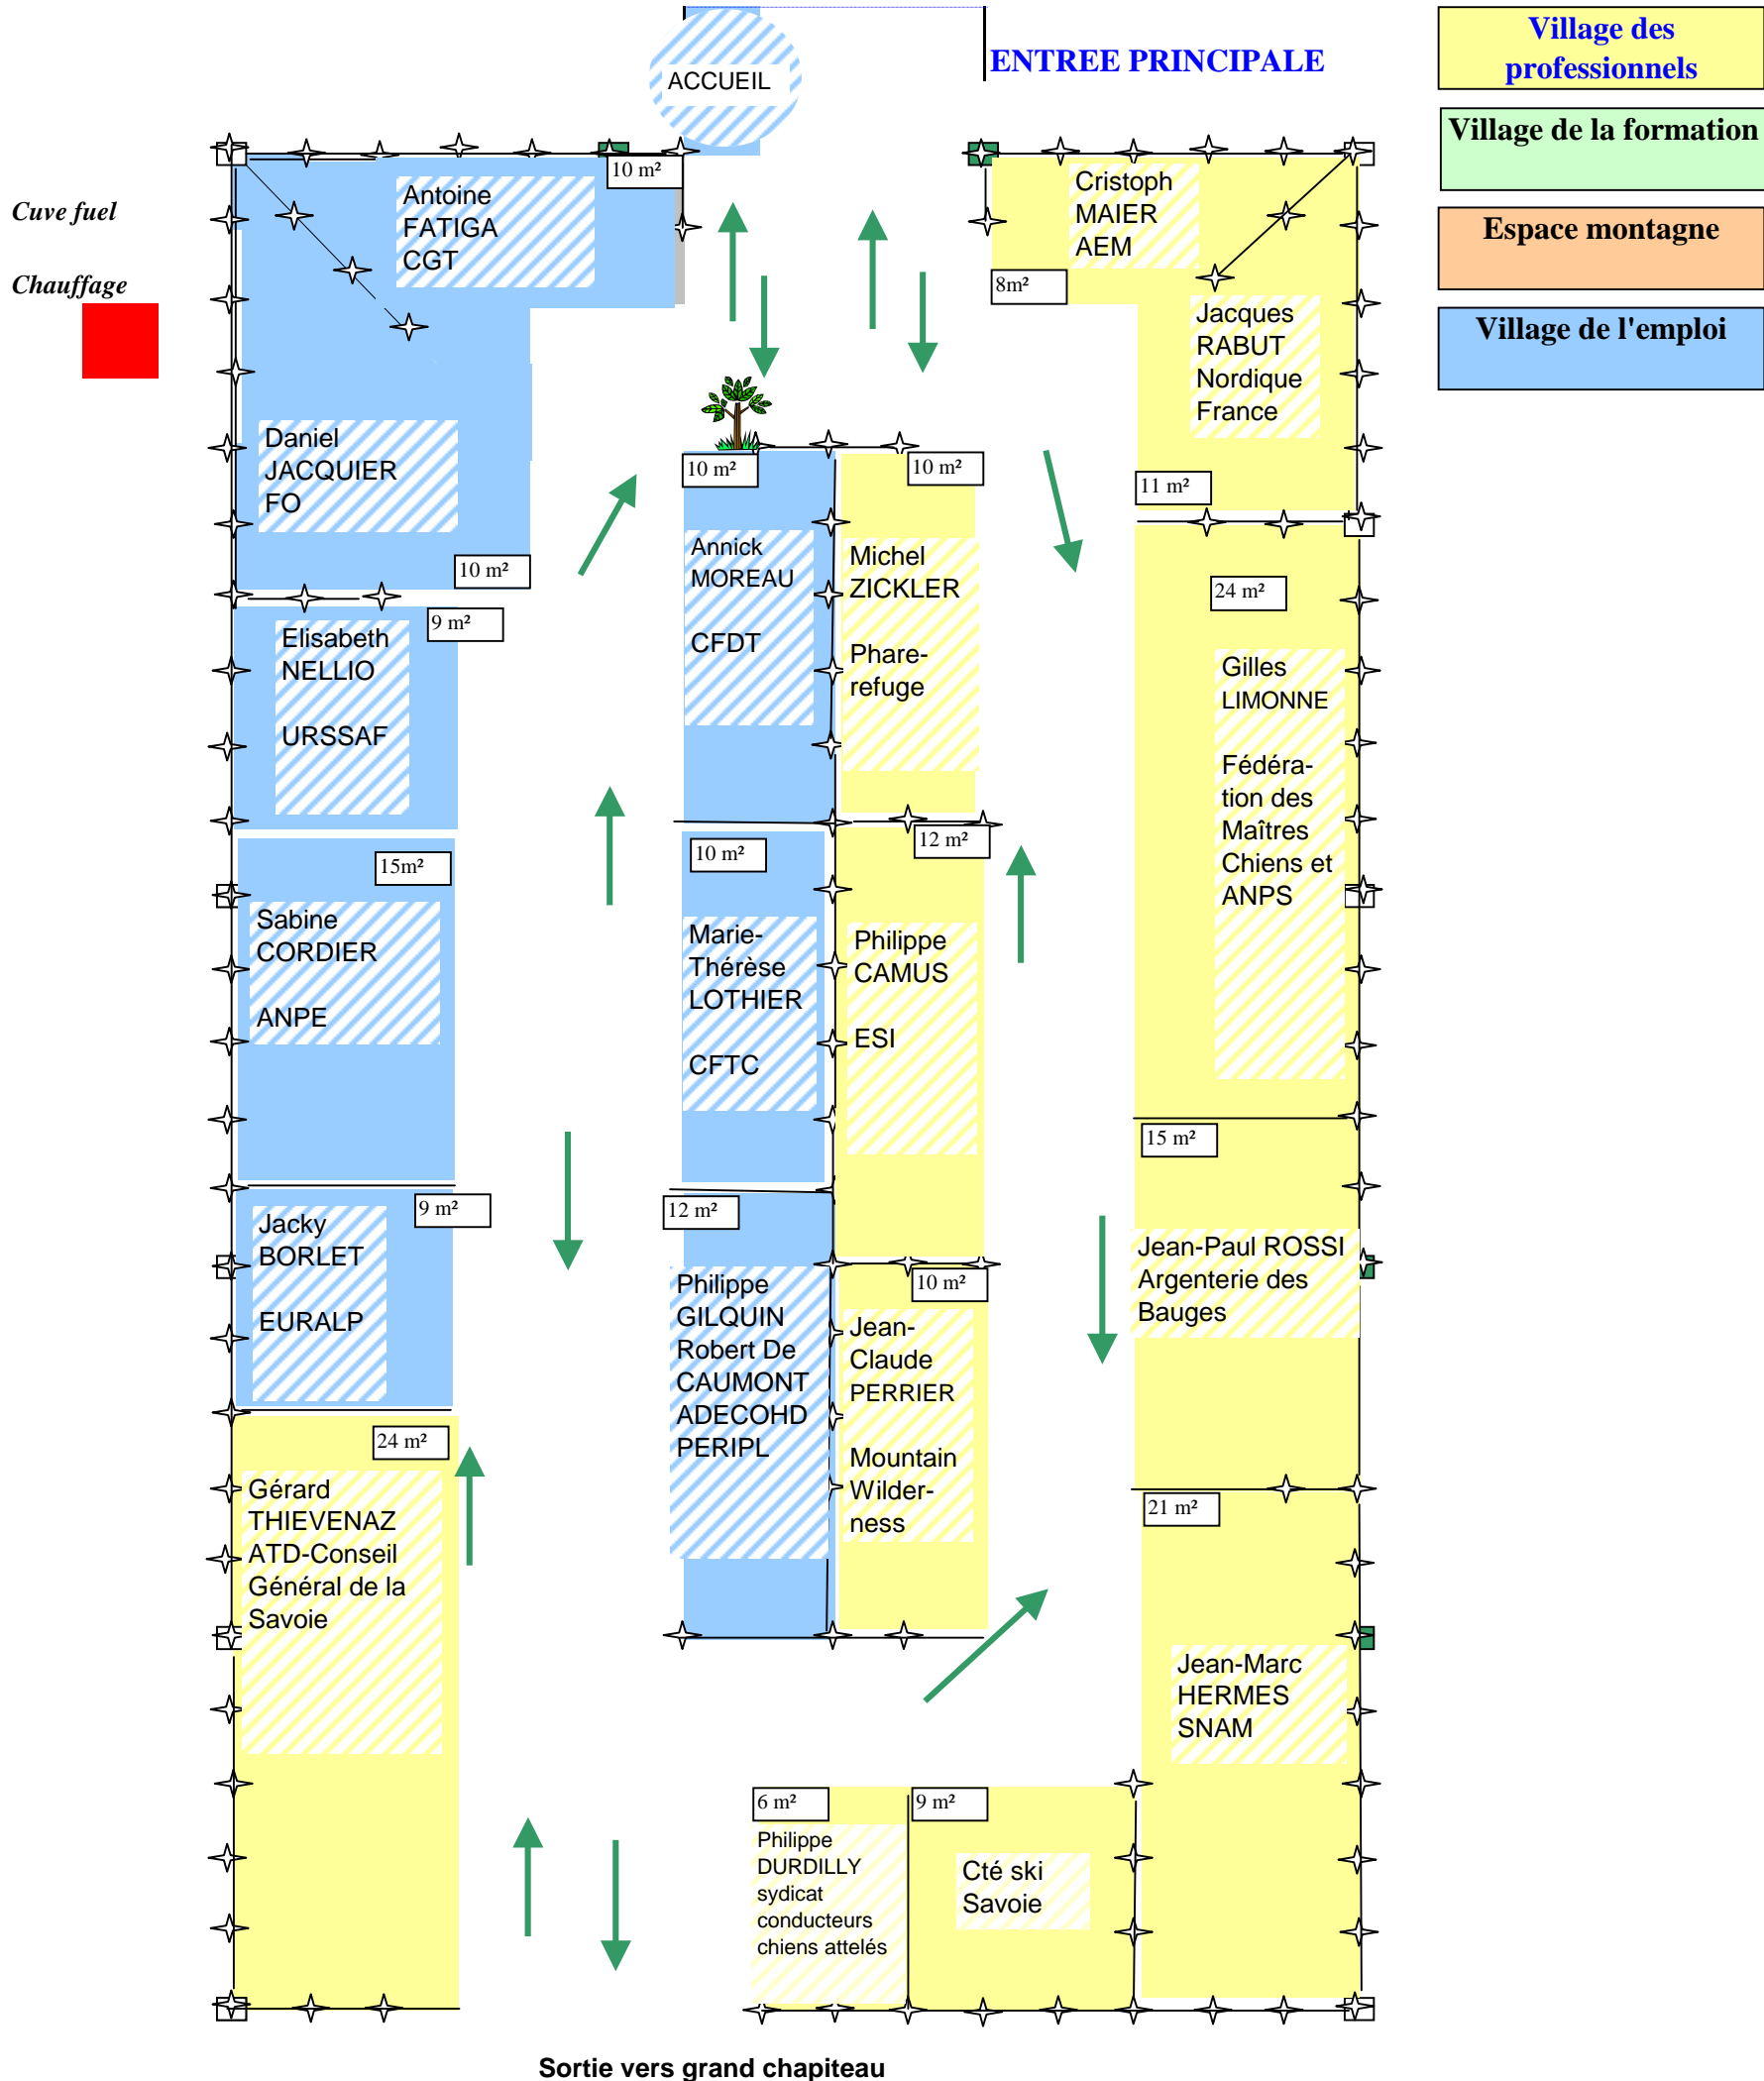 ENTREE PRINCIPALE
ACCUEIL
Village des
professionnels
Village de la formation
Espace montagne
Village de l'emploi
Cuve fuel
Chauffage
10 m²
Antoine
FATIGA
CGT
Daniel
JACQUIER
FO
10 m²
9 m²
Elisabeth
NELLIO
URSSAF
15m²
Sabine
CORDIER
ANPE
9 m²
Jacky
BORLET
EURALP
24 m²
Gérard
THIEVENAZ
ATD-Conseil
Général de la
Savoie
10 m²
Annick
MOREAU
CFDT
10 m²
Marie-
Thérèse
LOTHIER
CFTC
12 m²
Philippe
GILQUIN
Robert De
CAUMONT
ADECOHD
PERIPL
10 m²
Michel
ZICKLER
Phare-
refuge
12 m²
Philippe
CAMUS
ESI
10 m²
Jean-
Claude
PERRIER
Mountain
Wilder-
ness
Cristoph
MAIER
AEM
8m²
Jacques
RABUT
Nordique
France
11 m²
24 m²
Gilles
LIMONNE
Fédéra-
tion des
Maîtres
Chiens et
ANPS
15 m²
Jean-Paul ROSSI
Argenterie des
Bauges
21 m²
Jean-Marc
HERMES
SNAM
6 m²
Philippe
DURDILLY
sydicat
conducteurs
chiens attelés
9 m²
Cté ski
Savoie
Sortie vers grand chapiteau